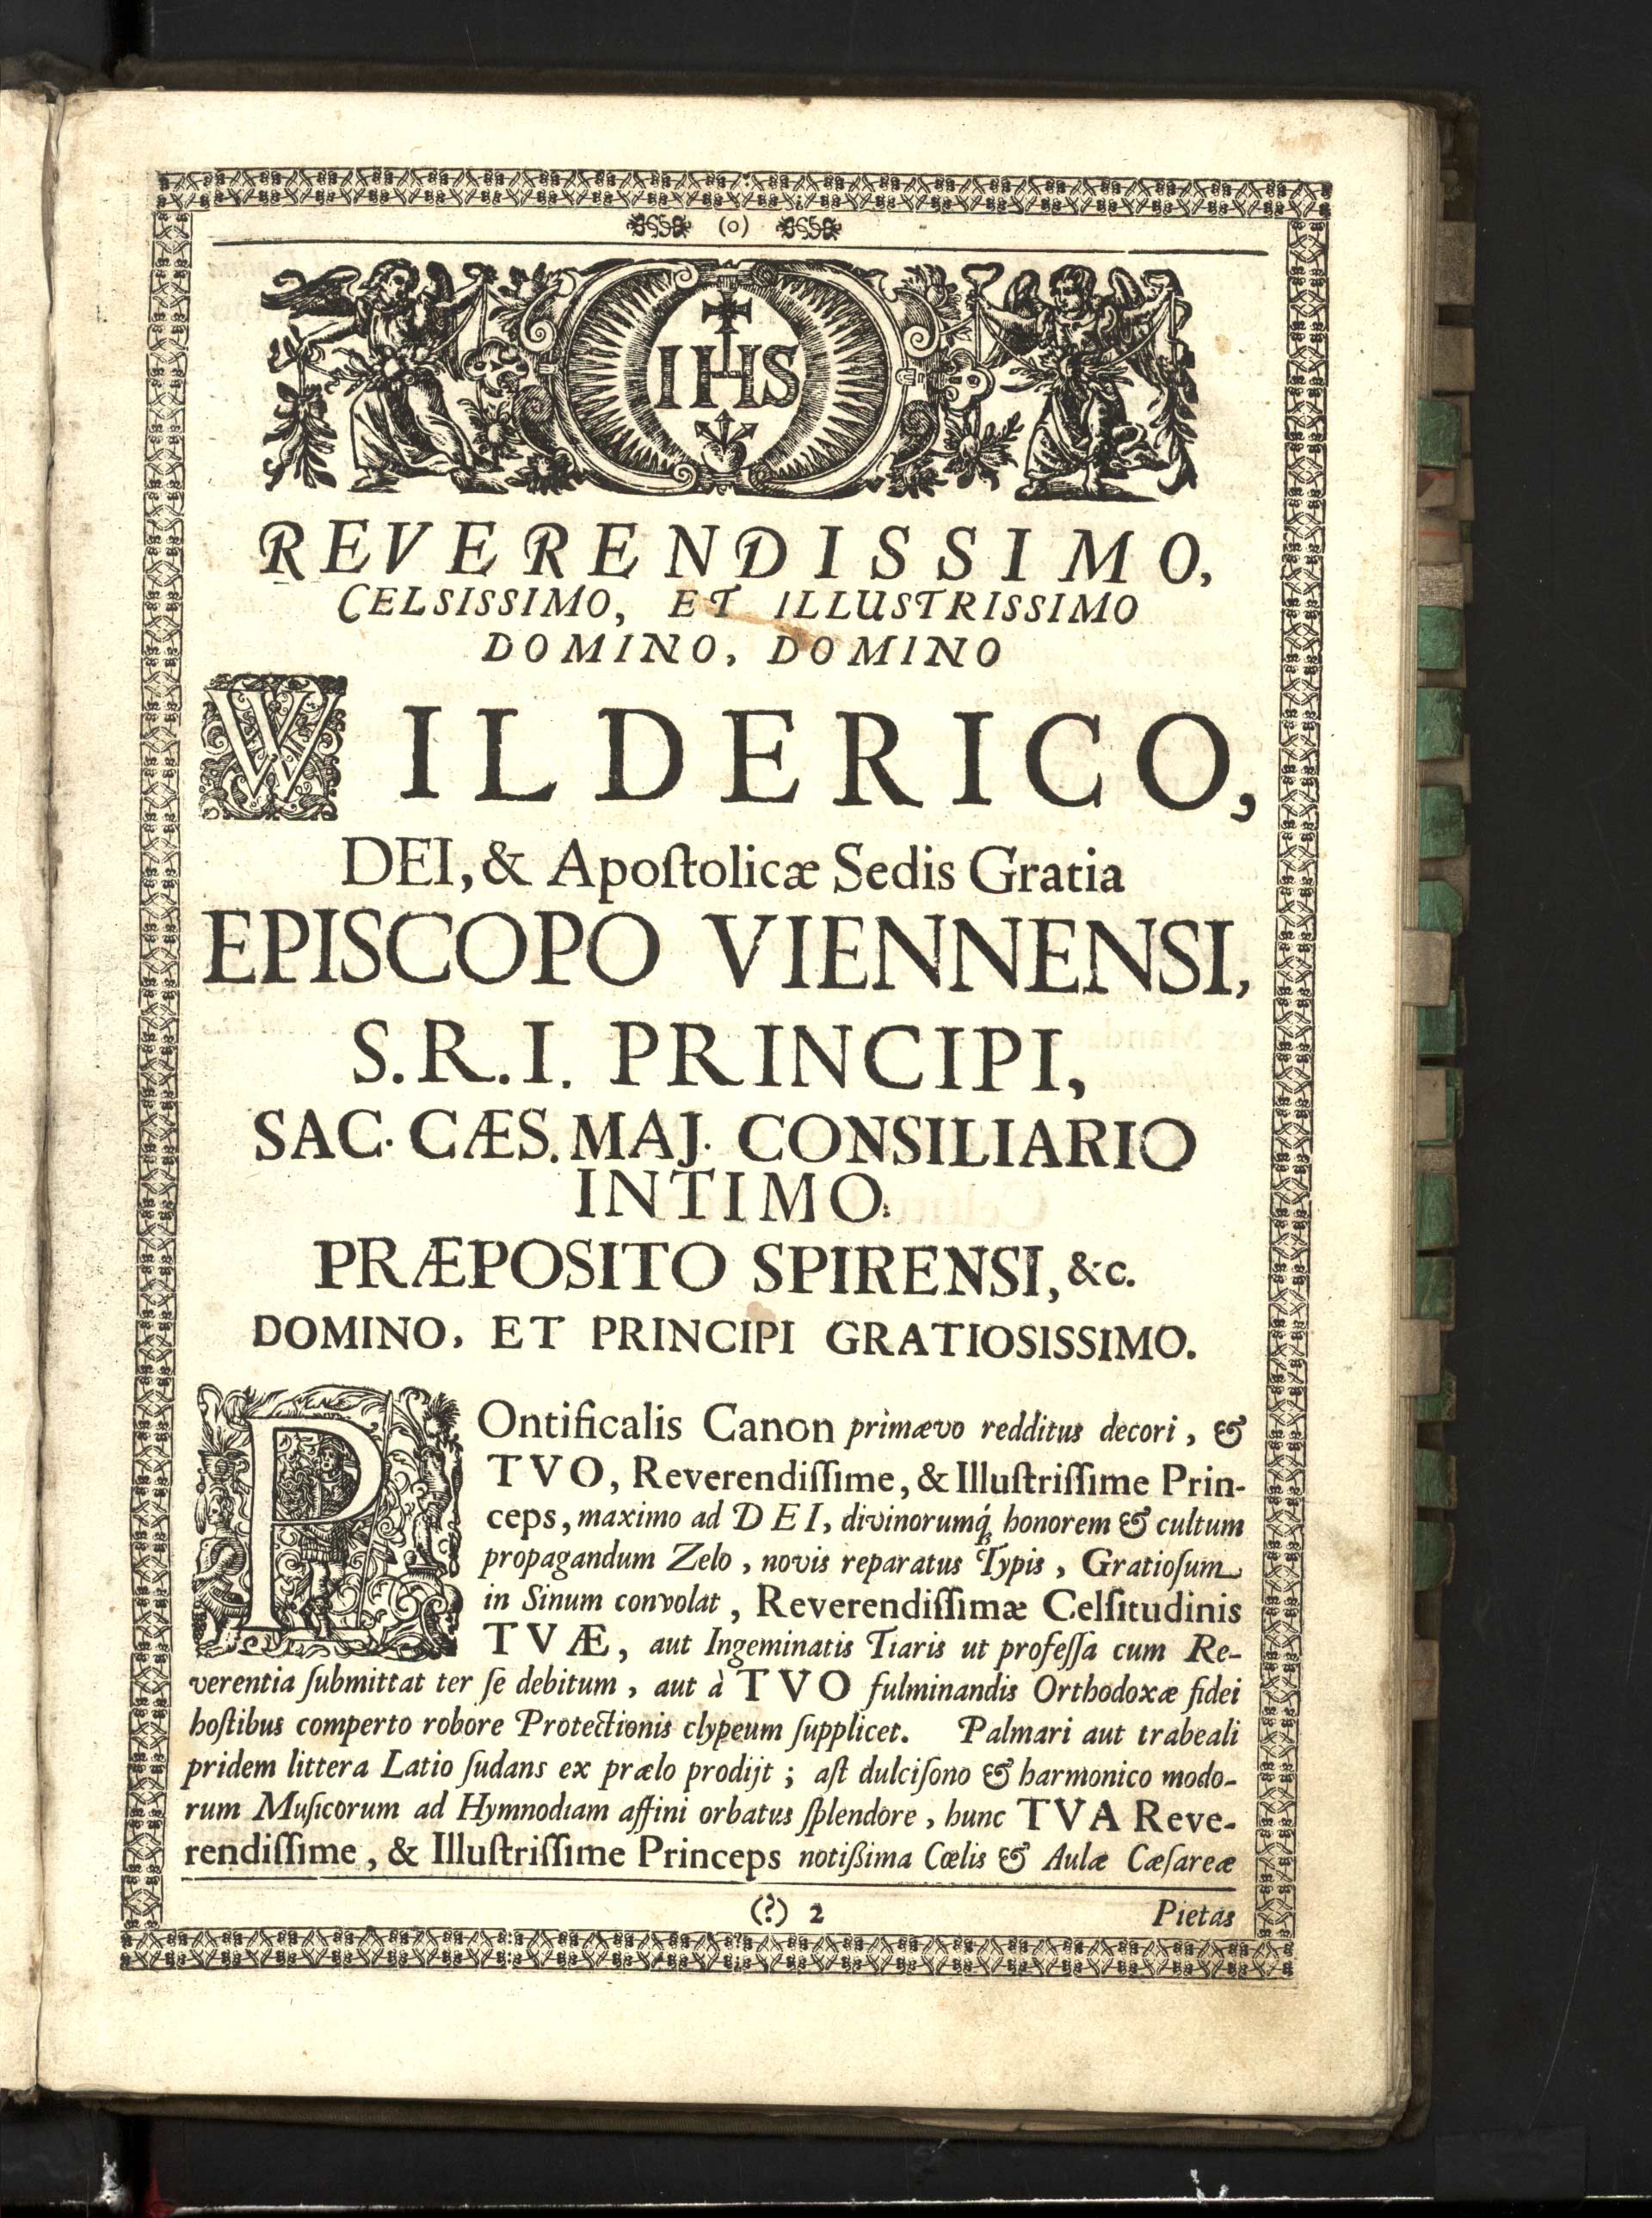 (o)
IHS
REVERENDISSIMO,
CELSISSIMO, ET ILLUSTRISSIMO
DOMINO, DOMINO
WILDERICO,
DEI, & Apoſtolicæ Sedis Gratia
EPISCOPO VIENNENSI,
S.R.I. PRINCIPI,
SAC. CÆS. MAJ. CONSILIARIO
INTIMO.
PRÆPOSITO SPIRENSI, &c.
DOMINO, ET PRINCIPI GRATIOSISSIMO.
POntificalis Canon primævo redditus decori, &
TVO, Reverendiſſime, & Illuſtriſſime Prin-
ceps, maximo ad DEI, divinorumq́ honorem & cultum
propagandum Zelo, novis reparatus Typis, Gratioſum
in Sinum convolat, Reverendiſſimæ Celſitudinis
TVÆ, aut Ingeminatis Tiaris ut profeſſa cum Re-
verentia ſubmittat ter ſe debitum, aut à TVO fulminandis Orthodoxæ fidei
hoſtibus comperto robore Protectionis clypeum ſupplicet. Palmari aut trabeali
pridem littera Latio ſudans ex prælo prodijt; aſt dulciſono & harmonico modo-
rum Muſicorum ad Hymnodiam affini orbatus ſplendore, hunc TVA Reve-
rendiſſime, & Illuſtriſſime Princeps notißima Cœlis & Aulæ Cæſareæ
(?) 2 Pietas